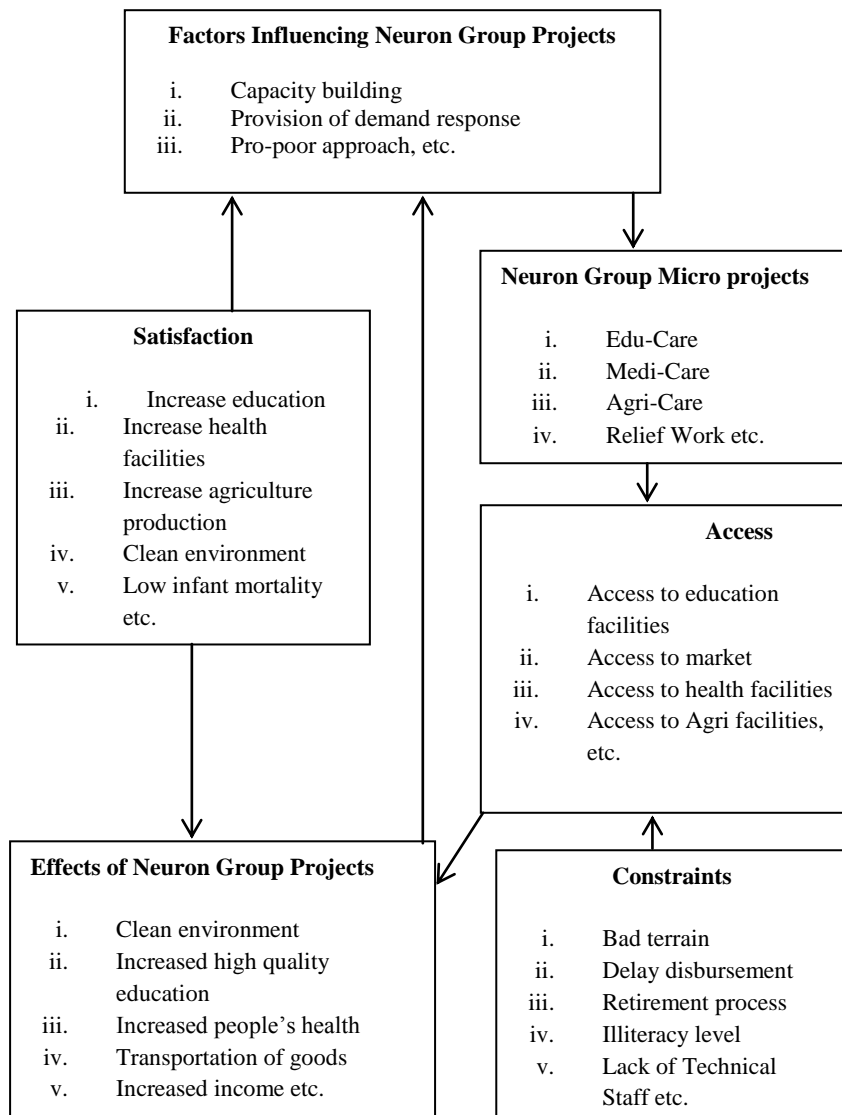 Factors Influencing Neuron Group Projects
i. Capacity building
ii. Provision of demand response
iii. Pro-poor approach, etc.
Neuron Group Micro projects
i. Edu-Care
ii. Medi-Care
iii. Agri-Care
iv. Relief Work etc.
Satisfaction
i. Increase education
ii. Increase health
facilities
iii. Increase agriculture
production
iv. Clean environment
v. Low infant mortality
etc.
Access
i. Access to education
facilities
ii. Access to market
iii. Access to health facilities
iv. Access to Agri facilities,
etc.
Effects of Neuron Group Projects
i. Clean environment
ii. Increased high quality
education
iii. Increased people's health
iv. Transportation of goods
v. Increased income etc.
Constraints
i. Bad terrain
ii. Delay disbursement
iii. Retirement process
iv. Illiteracy level
v. Lack of Technical
Staff etc.